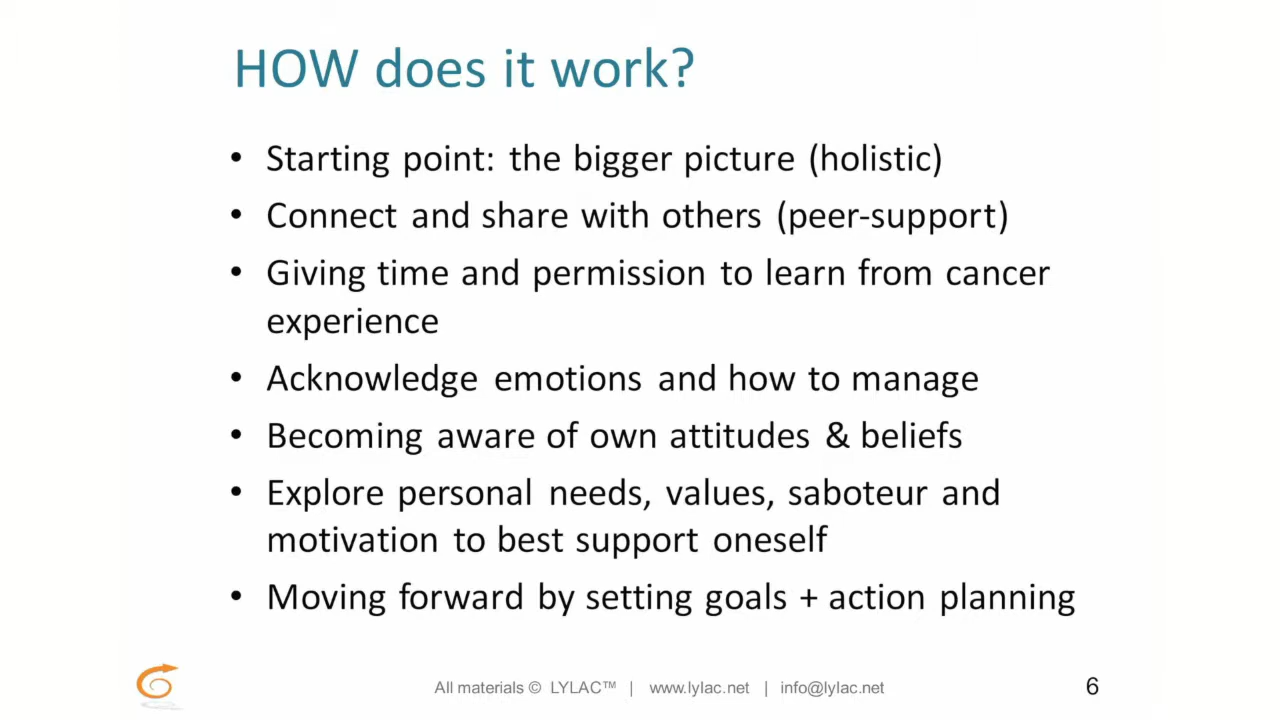 HOW does it work?
• Starting point: the bigger picture (holistic)
• Connect and share with others (peer-support)
• Giving time and permission to learn from cancer
experience
• Acknowledge emotions and how to manage
• Becoming aware of own attitudes & beliefs
• Explore personal needs, values, saboteur and
motivation to best support oneself
• Moving forward by setting goals + action planning
All materials © LYLAC™ | www.lylac.net | info@lylac.net
6